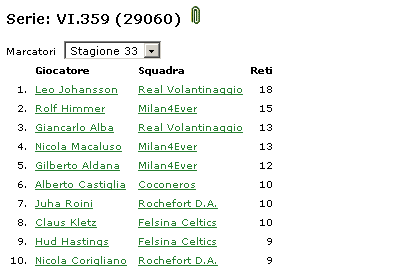 Serie: VI.359 (29060)
Marcatori Stagione 33
Giocatore Squadra Reti
1. Leo Johansson Real Volantinaggio 18
2. Rolf Himmer Milan4Ever 15
3. Giancarlo Alba Real Volantinaggio 13
4. Nicola Macaluso Milan4Ever 13
5. Gilberto Aldana Milan4Ever 12
6. Alberto Castiglia Coconeros 10
7. Juha Roini Rochefort D.A. 10
8. Claus Kletz Felsina Celtics 10
9. Hud Hastings Felsina Celtics 9
10. Nicola Corigliano Rochefort D.A. 9